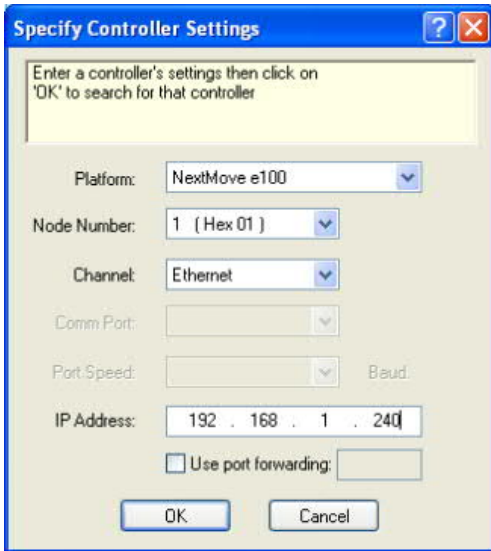 Specify Controller Settings
Enter a controller's settings then click on
'OK' to search for that controller
Platform: NextMove e100
Node Number: 1 ( Hex 01 )
Channel: Ethernet
Comm Port:
Port Speed: Baud.
IP Address: 192 . 168 . 1 . 240
Use port forwarding:
OK Cancel